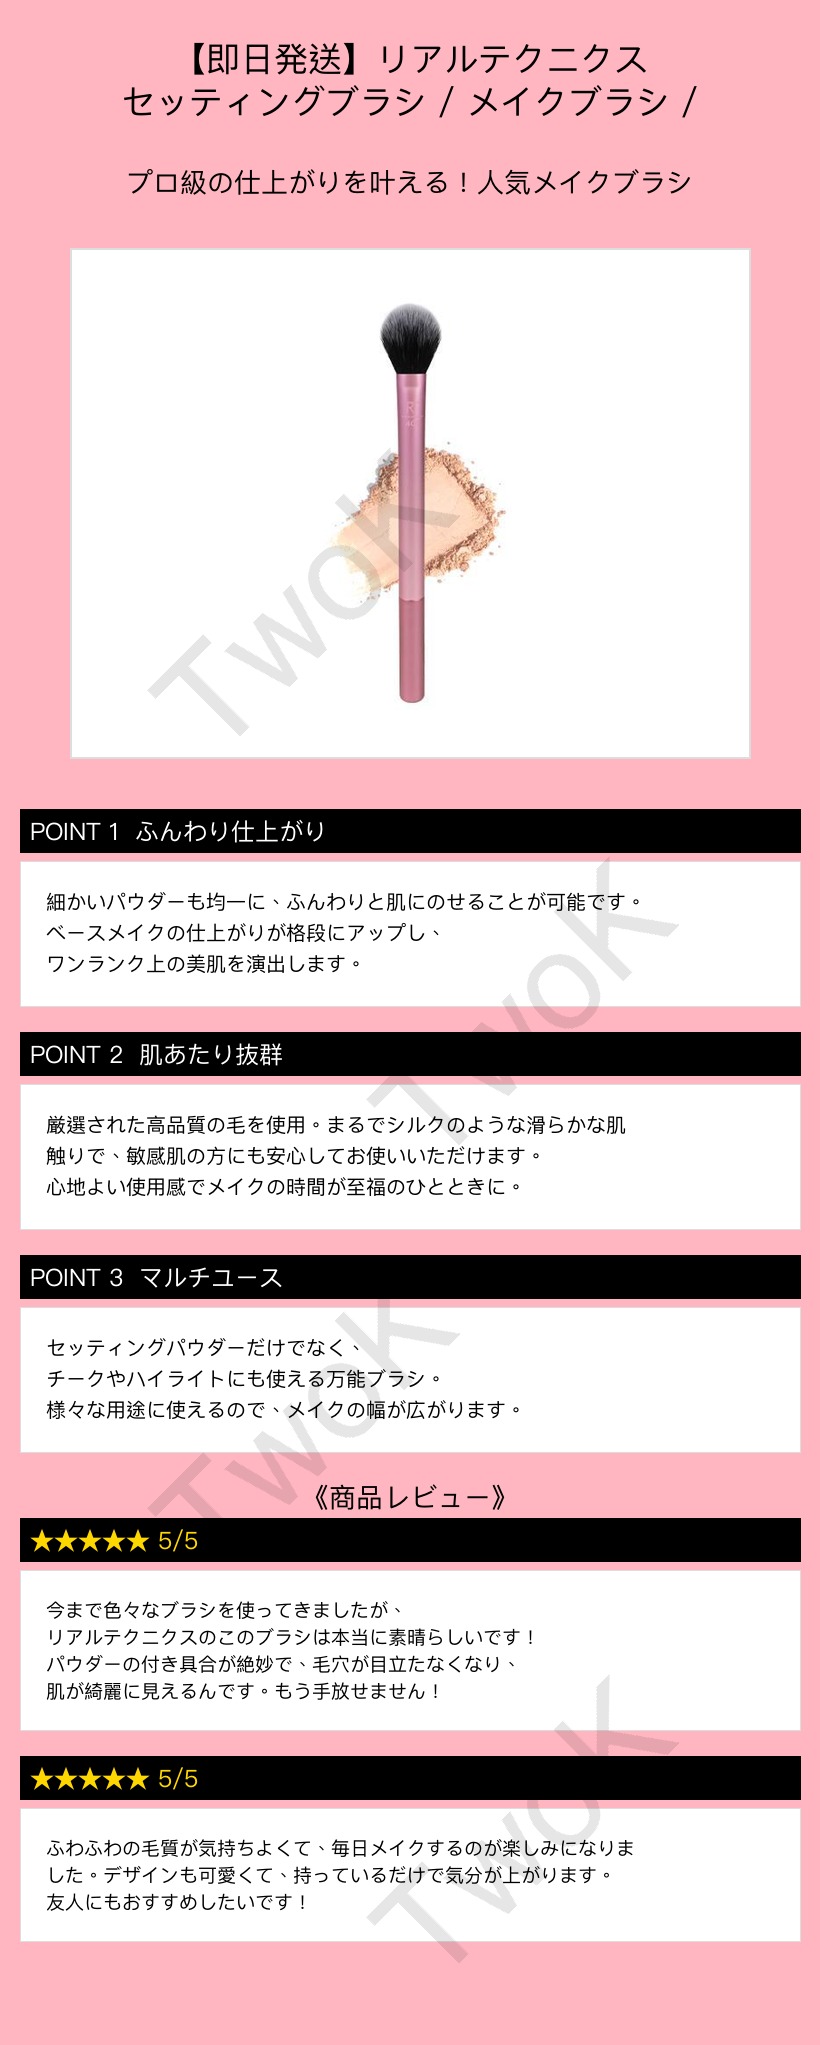 【即日発送】リアルテクニクス
セッティングブラシ / メイクブラシ /
プロ級の仕上がりを叶える！人気メイクブラシ
TwoK
POINT 1 ふんわり仕上がり
細かいパウダーも均一に、ふんわりと肌にのせることが可能です。
ベースメイクの仕上がりが格段にアップし、
ワンランク上の美肌を演出します。
TwoK
POINT 2 肌あたり抜群
厳選された高品質の毛を使用。まるでシルクのような滑らかな肌
触りで、敏感肌の方にも安心してお使いいただけます。
心地よい使用感でメイクの時間が至福のひとときに。
POINT 3 マルチユース
セッティングパウダーだけでなく、
チークやハイライトにも使える万能ブラシ。
様々な用途に使えるので、メイクの幅が広がります。
TwoK
《商品レビュー》
★★★★★ 5/5
今まで色々なブラシを使ってきましたが、
リアルテクニクスのこのブラシは本当に素晴らしいです！
パウダーの付き具合が絶妙で、毛穴が目立たなくなり、
肌が綺麗に見えるんです。もう手放せません！
★★★★★ 5/5
ふわふわの毛質が気持ちよくて、毎日メイクするのが楽しみになりま
した。デザインも可愛くて、持っているだけで気分が上がります。
友人にもおすすめしたいです！
TwoK